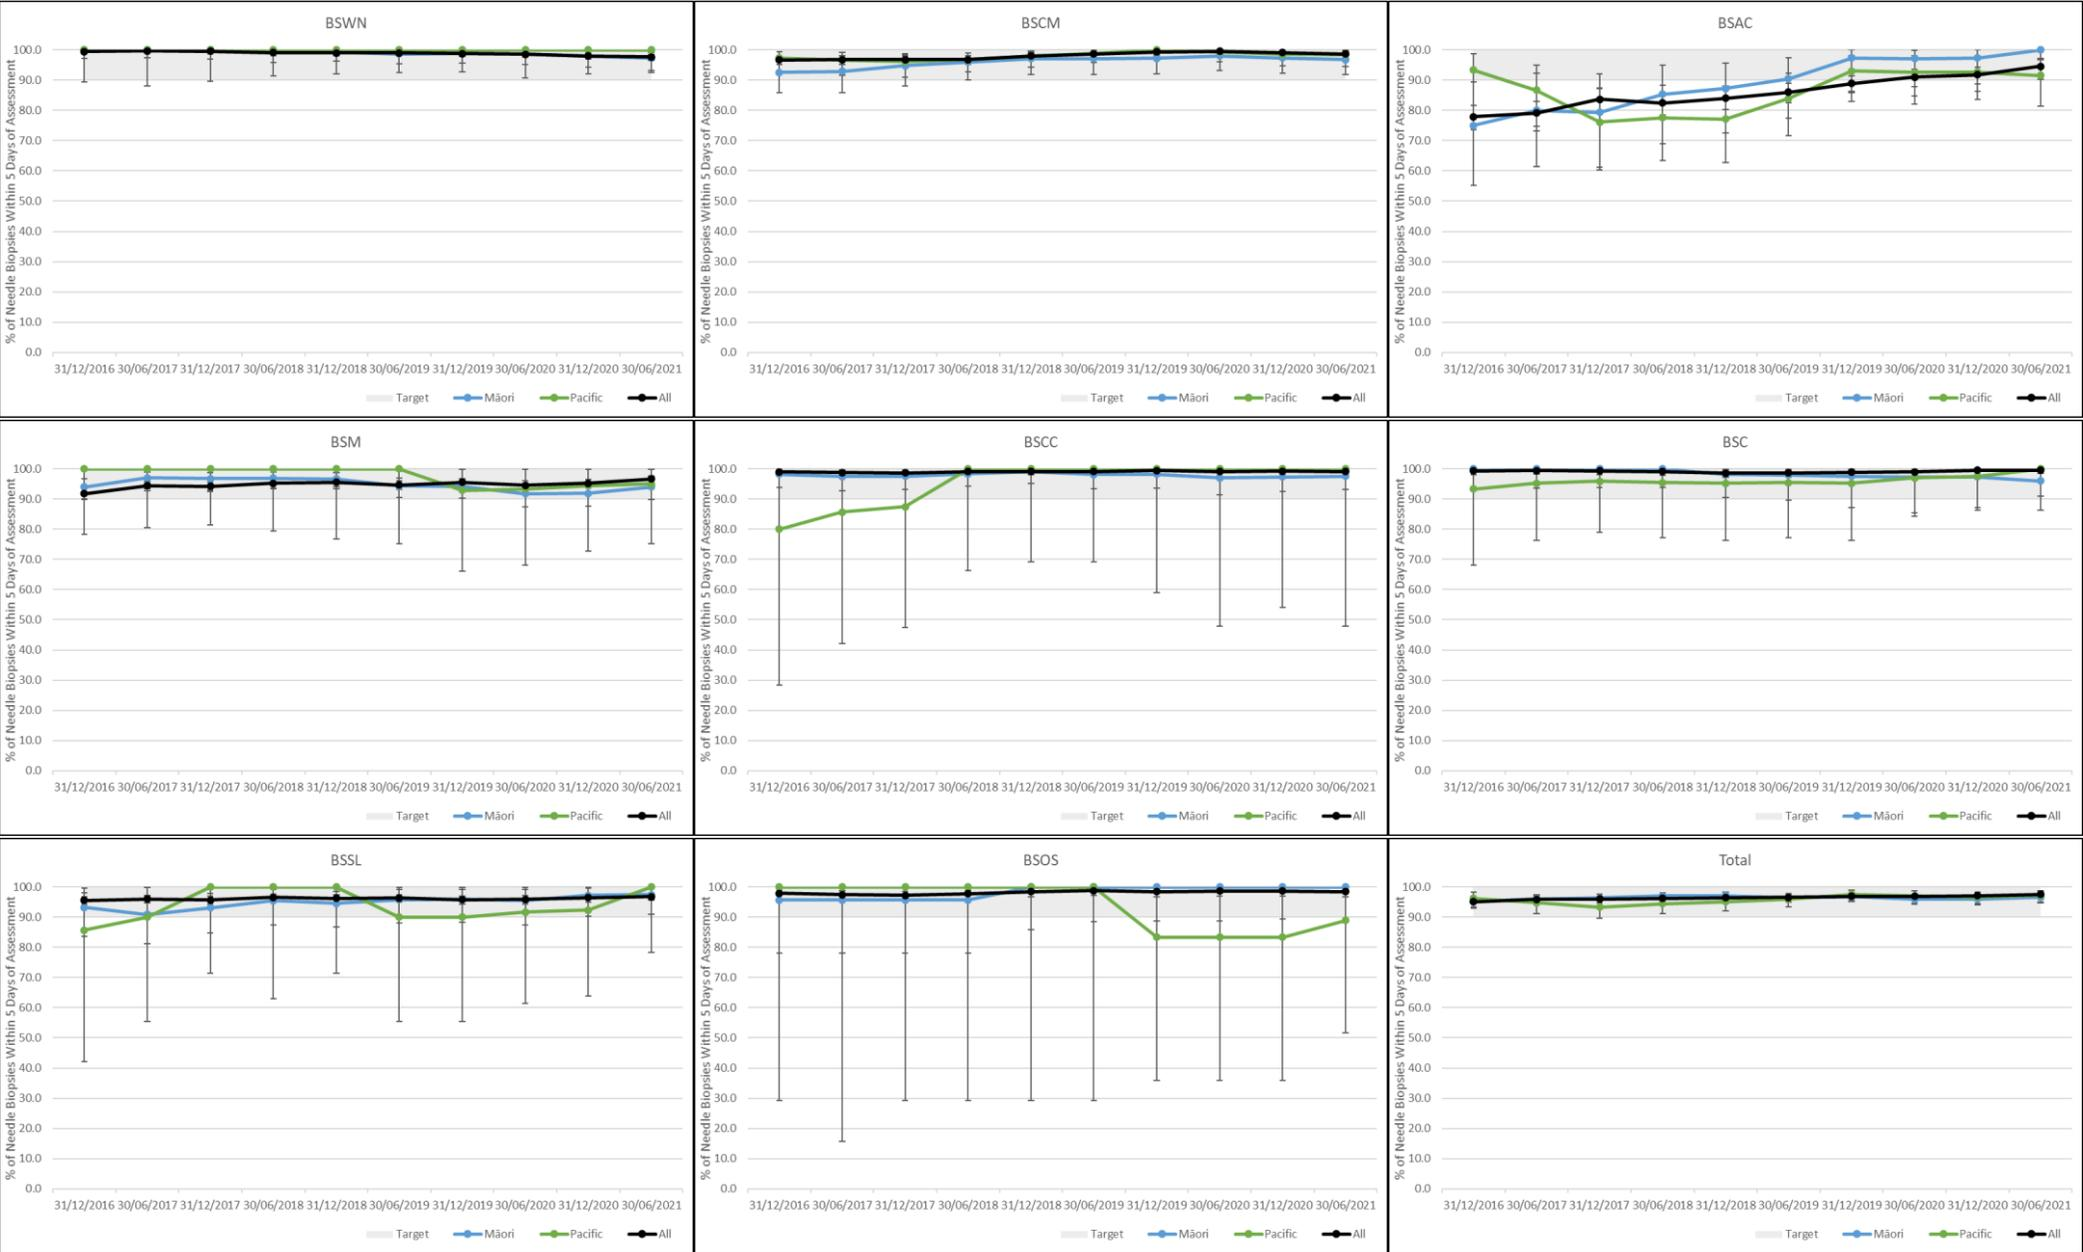 BSWN
% of Needle Biopsies Within 5 Days of Assessment
100.0
90.0
80.0
70.0
60.0
50.0
40.0
30.0
20.0
10.0
0.0
31/12/2016 30/06/2017 31/12/2017 30/06/2018 31/12/2018 30/06/2019 31/12/2019 30/06/2020 31/12/2020 30/06/2021
Target Māori Pacific All
BSCM
% of Needle Biopsies Within 5 Days of Assessment
100.0
90.0
80.0
70.0
60.0
50.0
40.0
30.0
20.0
10.0
0.0
31/12/2016 30/06/2017 31/12/2017 30/06/2018 31/12/2018 30/06/2019 31/12/2019 30/06/2020 31/12/2020 30/06/2021
Target Māori Pacific All
BSAC
% of Needle Biopsies Within 5 Days of Assessment
100.0
90.0
80.0
70.0
60.0
50.0
40.0
30.0
20.0
10.0
0.0
31/12/2016 30/06/2017 31/12/2017 30/06/2018 31/12/2018 30/06/2019 31/12/2019 30/06/2020 31/12/2020 30/06/2021
Target Māori Pacific All
BSM
% of Needle Biopsies Within 5 Days of Assessment
100.0
90.0
80.0
70.0
60.0
50.0
40.0
30.0
20.0
10.0
0.0
31/12/2016 30/06/2017 31/12/2017 30/06/2018 31/12/2018 30/06/2019 31/12/2019 30/06/2020 31/12/2020 30/06/2021
Target Māori Pacific All
BSCC
% of Needle Biopsies Within 5 Days of Assessment
100.0
90.0
80.0
70.0
60.0
50.0
40.0
30.0
20.0
10.0
0.0
31/12/2016 30/06/2017 31/12/2017 30/06/2018 31/12/2018 30/06/2019 31/12/2019 30/06/2020 31/12/2020 30/06/2021
Target Māori Pacific All
BSC
% of Needle Biopsies Within 5 Days of Assessment
100.0
90.0
80.0
70.0
60.0
50.0
40.0
30.0
20.0
10.0
0.0
31/12/2016 30/06/2017 31/12/2017 30/06/2018 31/12/2018 30/06/2019 31/12/2019 30/06/2020 31/12/2020 30/06/2021
Target Māori Pacific All
BSSL
% of Needle Biopsies Within 5 Days of Assessment
100.0
90.0
80.0
70.0
60.0
50.0
40.0
30.0
20.0
10.0
0.0
31/12/2016 30/06/2017 31/12/2017 30/06/2018 31/12/2018 30/06/2019 31/12/2019 30/06/2020 31/12/2020 30/06/2021
Target Māori Pacific All
BSOS
% of Needle Biopsies Within 5 Days of Assessment
100.0
90.0
80.0
70.0
60.0
50.0
40.0
30.0
20.0
10.0
0.0
31/12/2016 30/06/2017 31/12/2017 30/06/2018 31/12/2018 30/06/2019 31/12/2019 30/06/2020 31/12/2020 30/06/2021
Target Māori Pacific All
Total
% of Needle Biopsies Within 5 Days of Assessment
100.0
90.0
80.0
70.0
60.0
50.0
40.0
30.0
20.0
10.0
0.0
31/12/2016 30/06/2017 31/12/2017 30/06/2018 31/12/2018 30/06/2019 31/12/2019 30/06/2020 31/12/2020 30/06/2021
Target Māori Pacific All